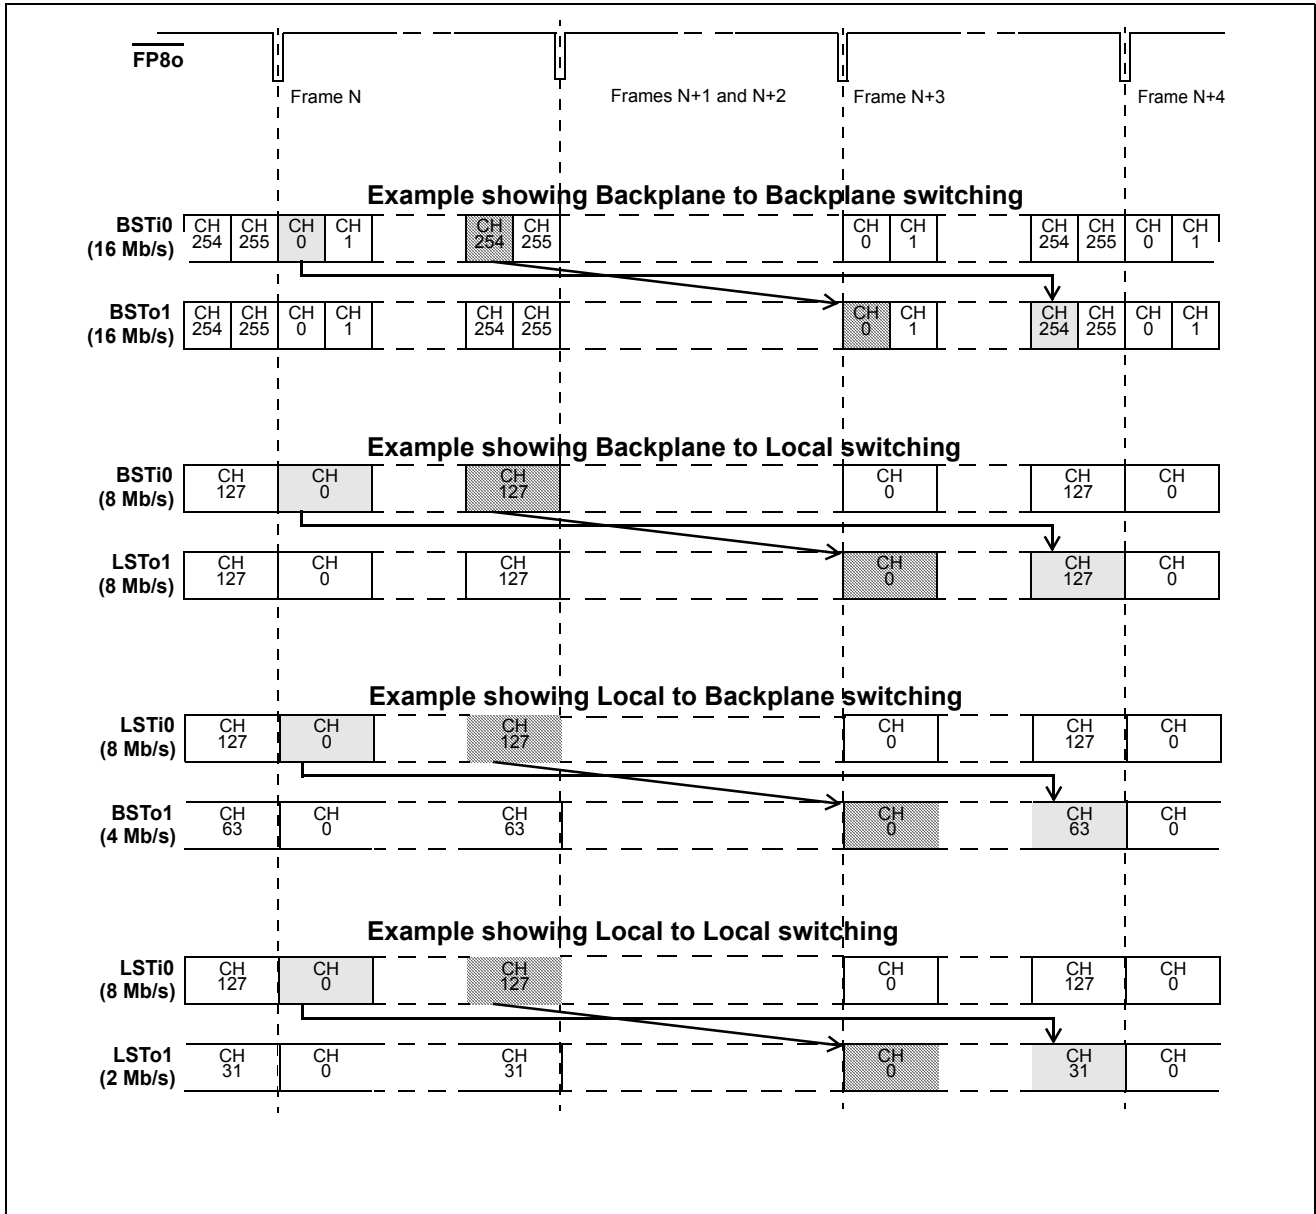 FP8o
Frame N
Frames N+1 and N+2
Frame N+3
Frame N+4
Example showing Backplane to Backplane switching
BSTi0
(16 Mb/s)
CH 254 CH 255 CH 0 CH 1 CH 254 CH 255 CH 0 CH 1 CH 254 CH 255 CH 0 CH 1
BSTo1
(16 Mb/s)
CH 254 CH 255 CH 0 CH 1 CH 254 CH 255 CH 0 CH 1 CH 254 CH 255 CH 0 CH 1
Example showing Backplane to Local switching
BSTi0
(8 Mb/s)
CH 127 CH 0 CH 127 CH 0 CH 127 CH 0
LSTo1
(8 Mb/s)
CH 127 CH 0 CH 127 CH 0 CH 127 CH 0
Example showing Local to Backplane switching
LSTi0
(8 Mb/s)
CH 127 CH 0 CH 127 CH 0 CH 127 CH 0
BSTo1
(4 Mb/s)
CH 63 CH 0 CH 63 CH 0 CH 63 CH 0
Example showing Local to Local switching
LSTi0
(8 Mb/s)
CH 127 CH 0 CH 127 CH 0 CH 127 CH 0
LSTo1
(2 Mb/s)
CH 31 CH 0 CH 31 CH 0 CH 31 CH 0